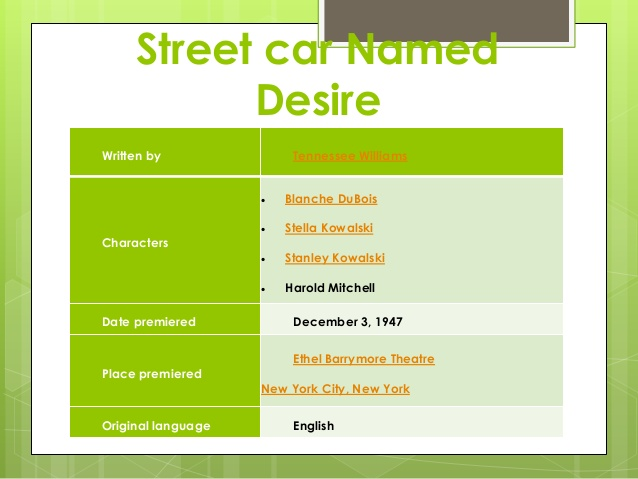 Street car Named
Desire
Written by
Tennessee Williams
Characters
• Blanche DuBois
• Stella Kowalski
• Stanley Kowalski
• Harold Mitchell
Date premiered
December 3, 1947
Place premiered
Ethel Barrymore Theatre
New York City, New York
Original language
English